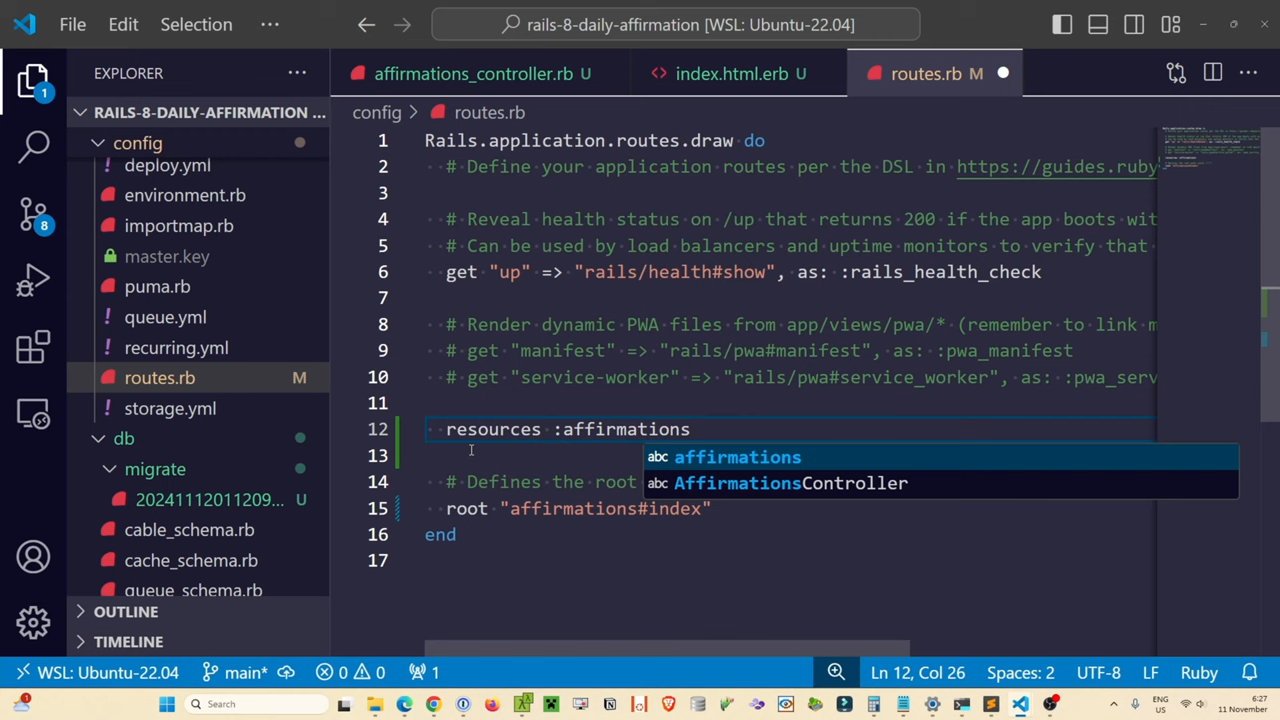 File Edit Selection ··· rails-8-daily-affirmation [WSL: Ubuntu-22.04]
EXPLORER ···
affirmations_controller.rb U index.html.erb U routes.rb M
RAILS-8-DAILY-AFFIRMATION ...
config > routes.rb
config
deploy.yml
environment.rb
importmap.rb
master.key
puma.rb
queue.yml
recurring.yml
routes.rb M
storage.yml
db
migrate
20241112011209... U
cable_schema.rb
cache_schema.rb
queue_schema.rb
OUTLINE
TIMELINE
1 Rails.application.routes.draw do
2 # Define your application routes per the DSL in https://guides.ruby
3
4 # Reveal health status on /up that returns 200 if the app boots wit
5 # Can be used by load balancers and uptime monitors to verify that
6 get "up" => "rails/health#show", as: :rails_health_check
7
8 # Render dynamic PWA files from app/views/pwa/* (remember to link m
9 # get "manifest" => "rails/pwa#manifest", as: :pwa_manifest
10 # get "service-worker" => "rails/pwa#service_worker", as: :pwa_serv
11
12 resources :affirmations
abc affirmations
13
abc AffirmationsController
14 # Defines the root
15 root "affirmations#index"
16 end
17
1
8
WSL: Ubuntu-22.04 main* 0 0 1 Ln 12, Col 26 Spaces: 2 UTF-8 LF Ruby
Search ENG US 6:27 11 November